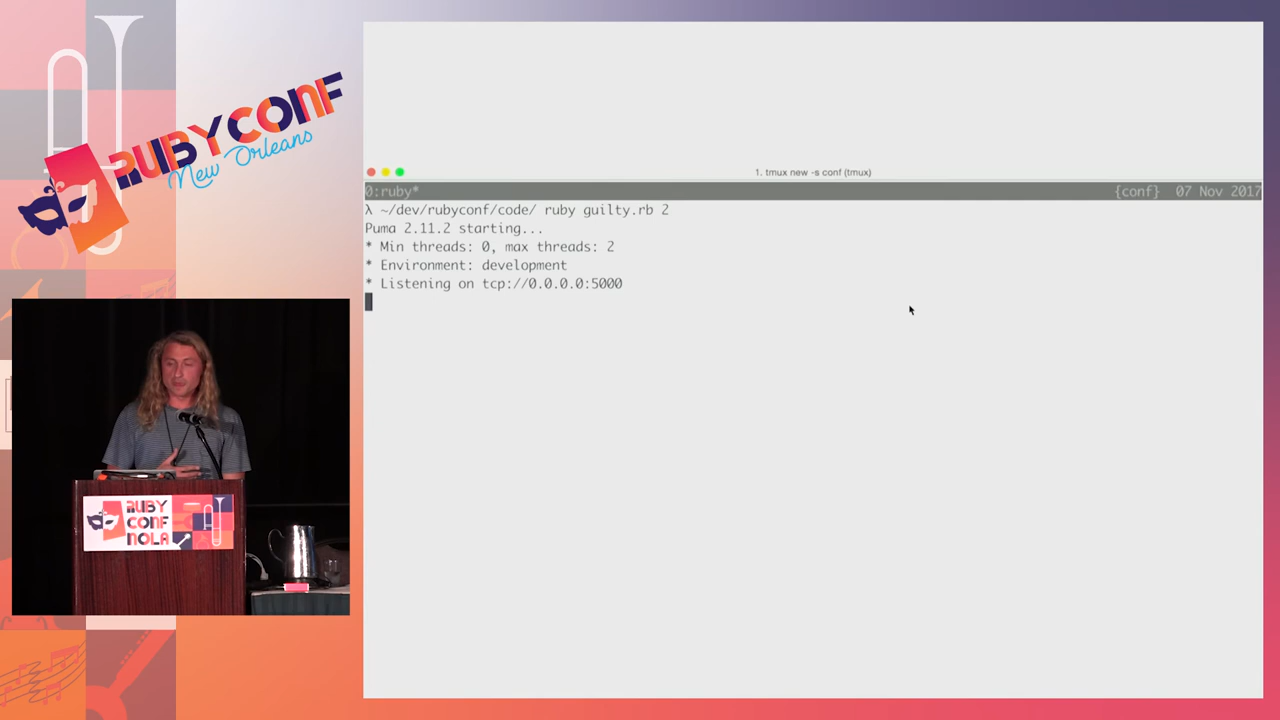 RUBYCONF
New Orleans
1. tmux new -s conf (tmux)
0:ruby* {conf} 07 Nov 2017
λ ~/dev/rubyconf/code/ ruby guilty.rb 2
Puma 2.11.2 starting...
* Min threads: 0, max threads: 2
* Environment: development
* Listening on tcp://0.0.0.0:5000
RUBY
CONF
NOLA